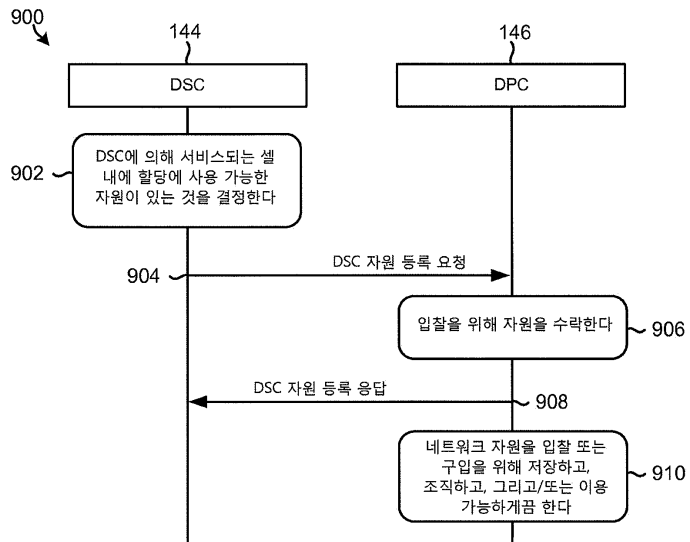 900
144
146
DSC
DPC
902
DSC에 의해 서비스되는 셀
내에 할당에 사용 가능한
자원이 있는 것을 결정한다
904
DSC 자원 등록 요청
입찰을 위해 자원을 수락한다
906
DSC 자원 등록 응답
908
네트워크 자원을 입찰 또는
구입을 위해 저장하고,
조직하고, 그리고/또는 이용
가능하게끔 한다
910